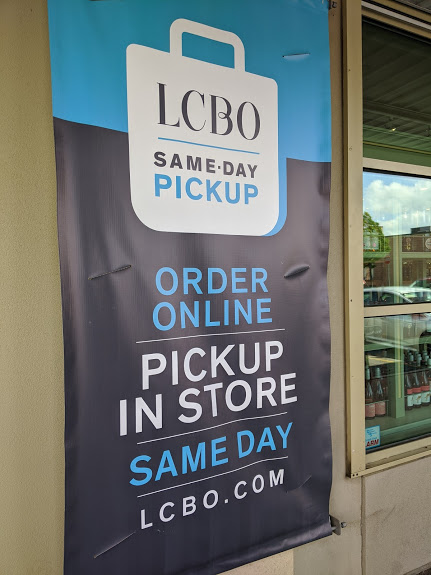 LCBO
SAME·DAY
PICKUP
ORDER
ONLINE
PICKUP
IN STORE
SAME DAY
LCBO.COM